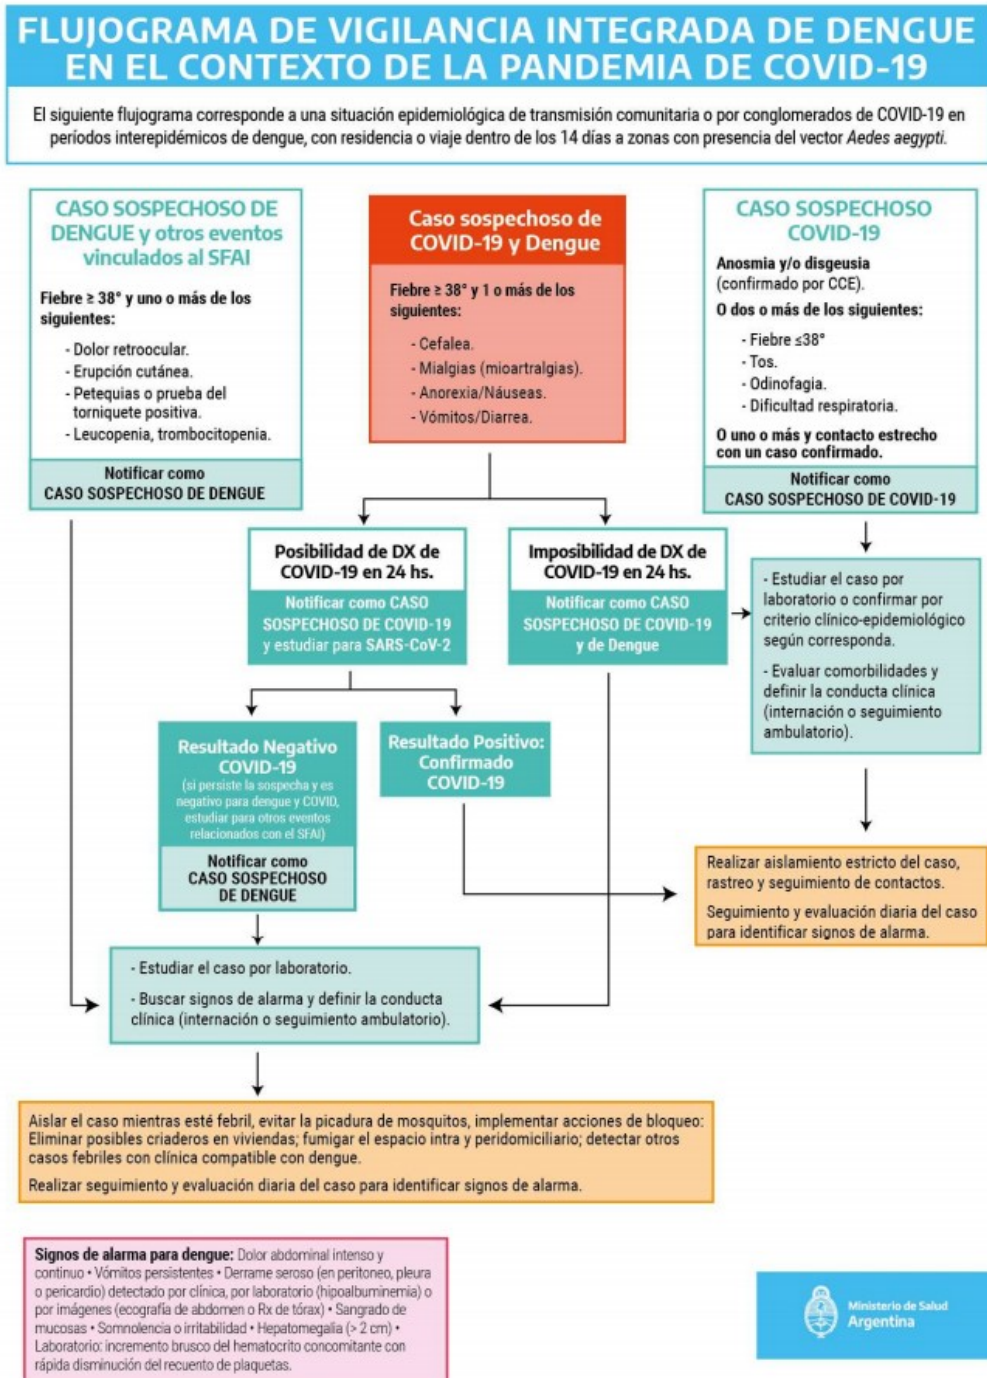 FLUJOGRAMA DE VIGILANCIA INTEGRADA DE DENGUE
EN EL CONTEXTO DE LA PANDEMIA DE COVID-19
El siguiente flujograma corresponde a una situación epidemiológica de transmisión comunitaria o por conglomerados de COVID-19 en
períodos interepidémicos de dengue, con residencia o viaje dentro de los 14 días a zonas con presencia del vector Aedes aegypti.
CASO SOSPECHOSO DE
DENGUE y otros eventos
vinculados al SFAI
Fiebre ≥ 38° y uno o más de los
siguientes:
- Dolor retroocular.
- Erupción cutánea.
- Petequias o prueba del
torniquete positiva.
- Leucopenia, trombocitopenia.
Notificar como
CASO SOSPECHOSO DE DENGUE
Caso sospechoso de
COVID-19 y Dengue
Fiebre ≥ 38° y 1 o más de los
siguientes:
- Cefalea.
- Mialgias (mioartralgias).
- Anorexia/Náuseas.
- Vómitos/Diarrea.
CASO SOSPECHOSO
COVID-19
Anosmia y/o disgeusia
(confirmado por CCE).
O dos o más de los siguientes:
- Fiebre ≤38°
- Tos.
- Odinofagia.
- Dificultad respiratoria.
O uno o más y contacto estrecho
con un caso confirmado.
Notificar como
CASO SOSPECHOSO DE COVID-19
Posibilidad de DX de
COVID-19 en 24 hs.
Notificar como CASO
SOSPECHOSO DE COVID-19
y estudiar para SARS-CoV-2
Imposibilidad de DX de
COVID-19 en 24 hs.
Notificar como CASO
SOSPECHOSO DE COVID-19
y de Dengue
- Estudiar el caso por
laboratorio o confirmar por
criterio clínico-epidemiológico
según corresponda.
- Evaluar comorbilidades y
definir la conducta clínica
(internación o seguimiento
ambulatorio).
Resultado Negativo
COVID-19
(si persiste la sospecha y es
negativo para dengue y COVID,
estudiar para otros eventos
relacionados con el SFAI)
Notificar como
CASO SOSPECHOSO
DE DENGUE
Resultado Positivo:
Confirmado
COVID-19
Realizar aislamiento estricto del caso,
rastreo y seguimiento de contactos.
Seguimiento y evaluación diaria del caso
para identificar signos de alarma.
- Estudiar el caso por laboratorio.
- Buscar signos de alarma y definir la conducta
clínica (internación o seguimiento ambulatorio).
Aislar el caso mientras esté febril, evitar la picadura de mosquitos, implementar acciones de bloqueo:
Eliminar posibles criaderos en viviendas; fumigar el espacio intra y peridomiciliario; detectar otros
casos febriles con clínica compatible con dengue.
Realizar seguimiento y evaluación diaria del caso para identificar signos de alarma.
Signos de alarma para dengue: Dolor abdominal intenso y
continuo • Vómitos persistentes • Derrame seroso (en peritoneo, pleura
o pericardio) detectado por clínica, por laboratorio (hipoalbuminemia) o
por imágenes (ecografía de abdomen o Rx de tórax) • Sangrado de
mucosas • Somnolencia o irritabilidad • Hepatomegalia (> 2 cm) •
Laboratorio: incremento brusco del hematocrito concomitante con
rápida disminución del recuento de plaquetas.
Ministerio de Salud
Argentina